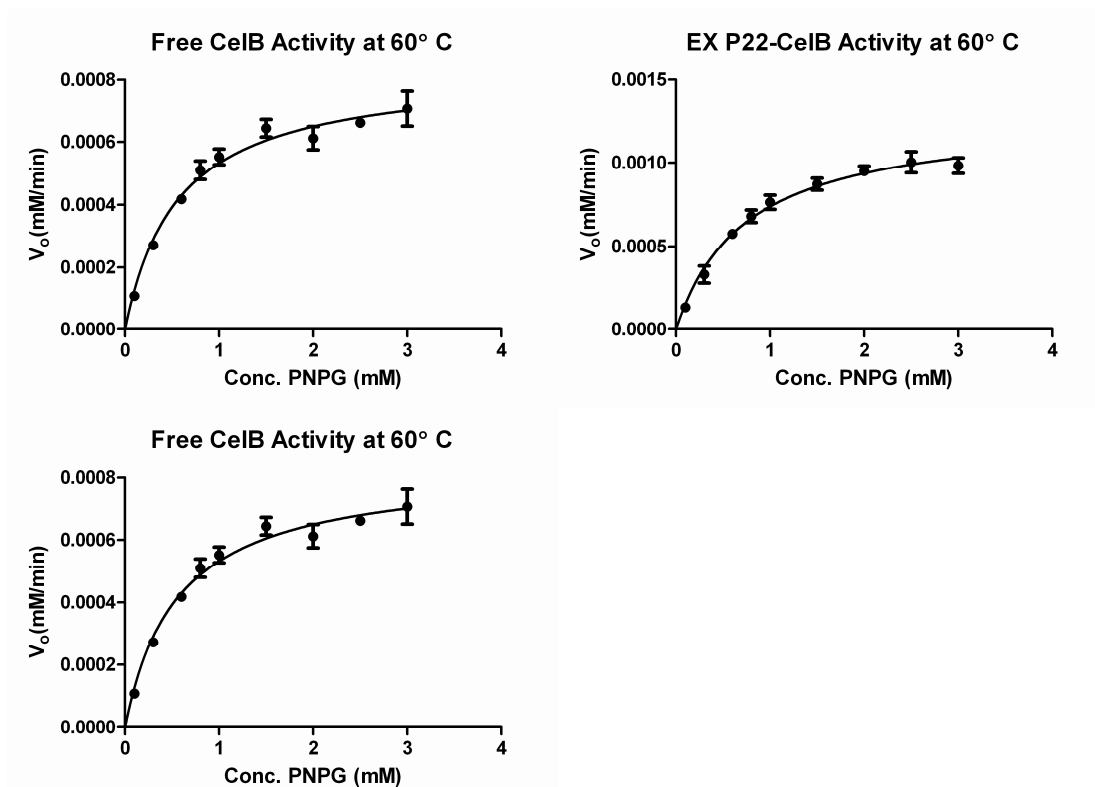 Free CelB Activity at 60° C
0.0008
0.0006
0.0004
0.0002
0.0000
Vo(mM/min)
0 1 2 3 4
Conc. PNPG (mM)
EX P22-CelB Activity at 60° C
0.0015
0.0010
0.0005
0.0000
Vo(mM/min)
0 1 2 3 4
Conc. PNPG (mM)
Free CelB Activity at 60° C
0.0008
0.0006
0.0004
0.0002
0.0000
Vo(mM/min)
0 1 2 3 4
Conc. PNPG (mM)